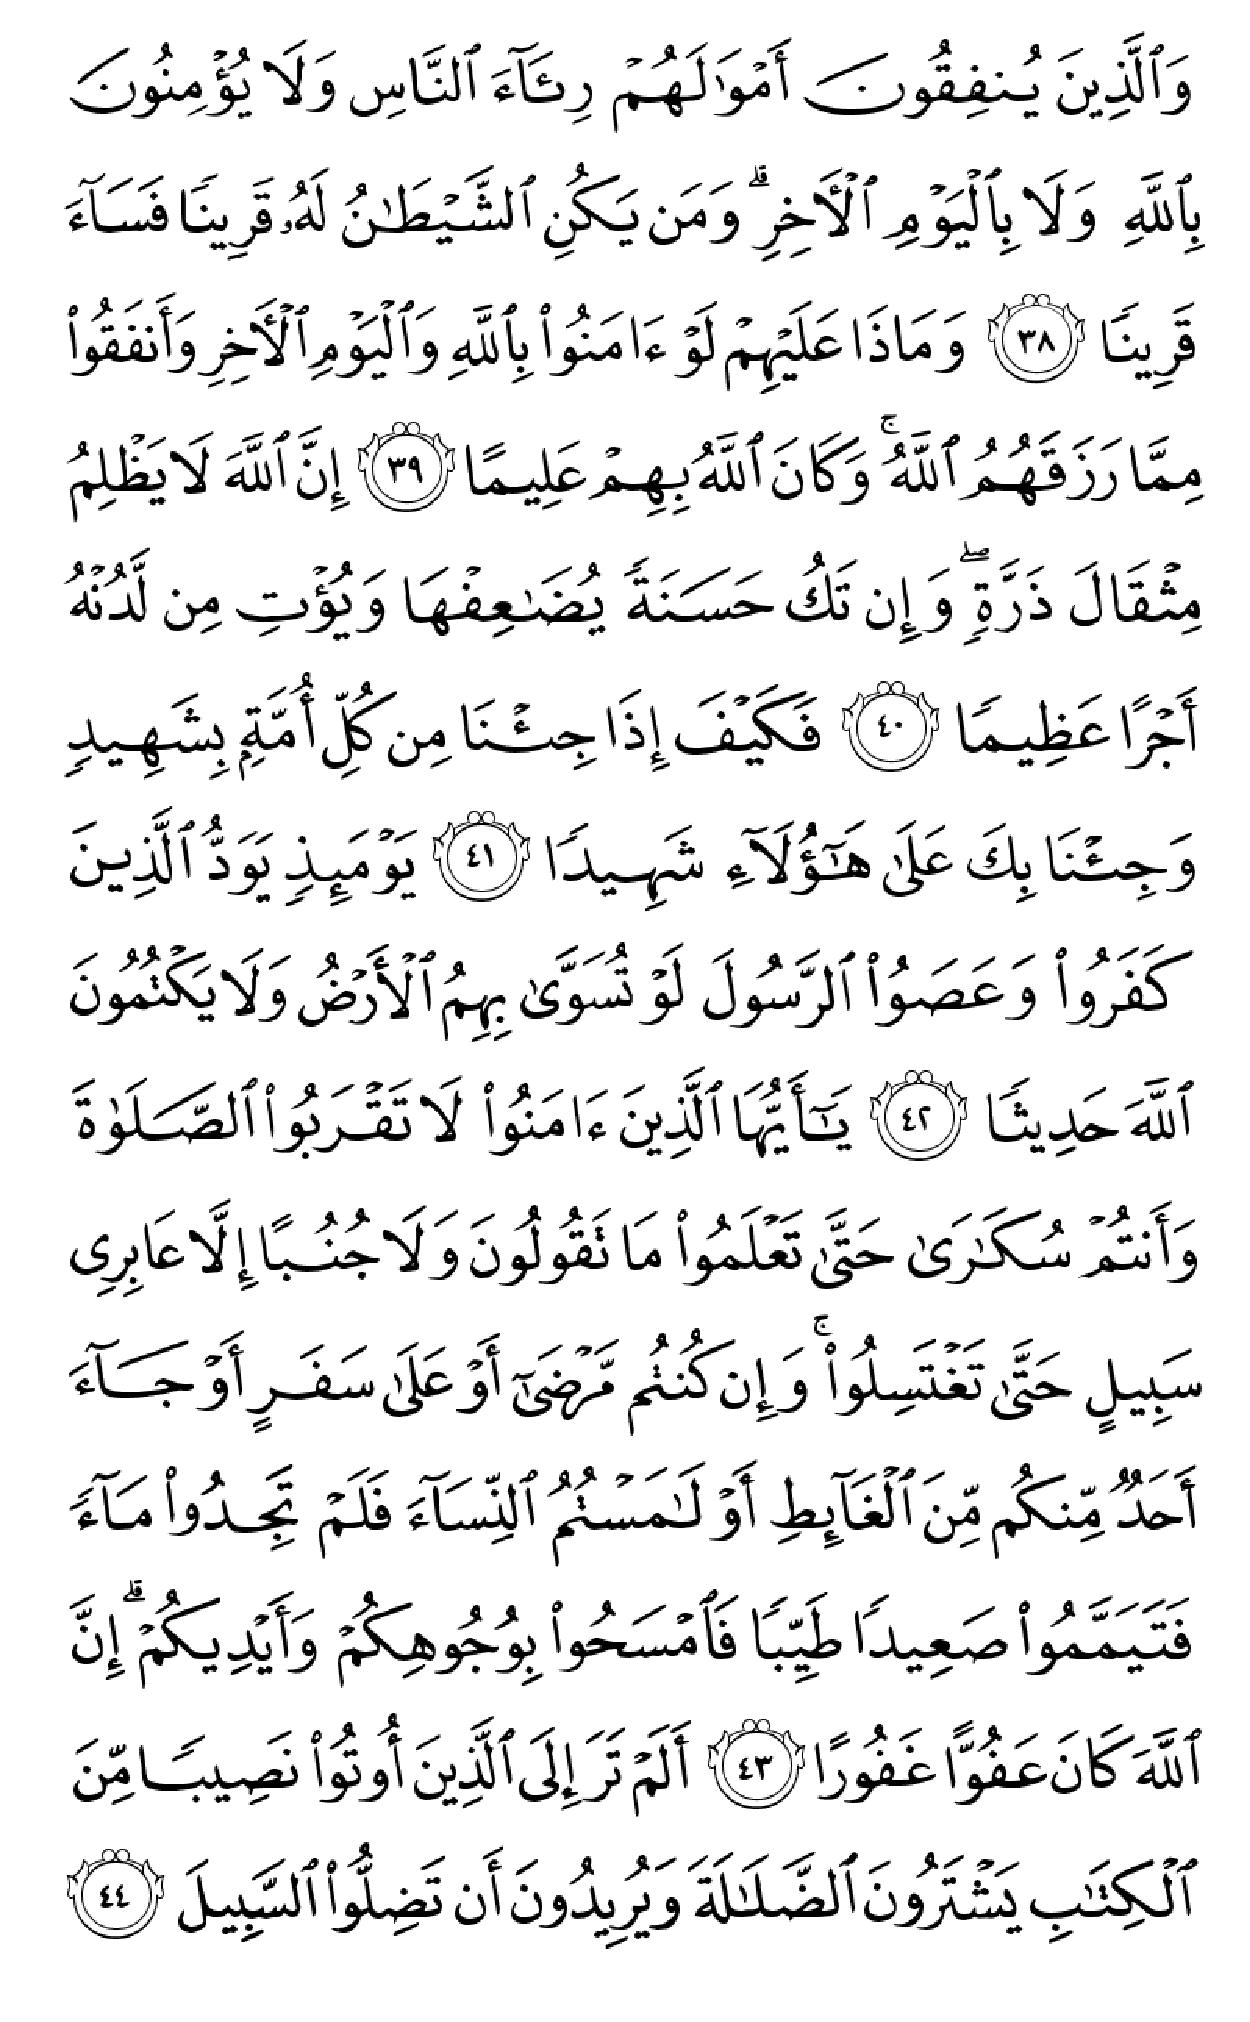 وَٱلَّذِينَ يُنفِقُونَ أَمْوَٰلَهُمْ رِئَآءَ ٱلنَّاسِ وَلَا يُؤْمِنُونَ
بِٱللَّهِ وَلَا بِٱلْيَوْمِ ٱلْأَخِرِ ۗ وَمَن يَكُنِ ٱلشَّيْطَٰنُ لَهُۥ قَرِينًا فَسَآءَ
قَرِينًا ٣٨ وَمَاذَا عَلَيْهِمْ لَوْ ءَامَنُوا۟ بِٱللَّهِ وَٱلْيَوْمِ ٱلْأَخِرِ وَأَنفَقُوا۟
مِمَّا رَزَقَهُمُ ٱللَّهُ ۚ وَكَانَ ٱللَّهُ بِهِمْ عَلِيمًا ٣٩ إِنَّ ٱللَّهَ لَا يَظْلِمُ
مِثْقَالَ ذَرَّةٍ ۖ وَإِن تَكُ حَسَنَةً يُضَٰعِفْهَا وَيُؤْتِ مِن لَّدُنْهُ
أَجْرًا عَظِيمًا ٤٠ فَكَيْفَ إِذَا جِئْنَا مِن كُلِّ أُمَّةٍۭ بِشَهِيدٍ
وَجِئْنَا بِكَ عَلَىٰ هَٰٓؤُلَآءِ شَهِيدًا ٤١ يَوْمَئِذٍ يَوَدُّ ٱلَّذِينَ
كَفَرُوا۟ وَعَصَوُا۟ ٱلرَّسُولَ لَوْ تُسَوَّىٰ بِهِمُ ٱلْأَرْضُ وَلَا يَكْتُمُونَ
ٱللَّهَ حَدِيثًا ٤٢ يَٰٓأَيُّهَا ٱلَّذِينَ ءَامَنُوا۟ لَا تَقْرَبُوا۟ ٱلصَّلَوٰةَ
وَأَنتُمْ سُكَٰرَىٰ حَتَّىٰ تَعْلَمُوا۟ مَا تَقُولُونَ وَلَا جُنُبًا إِلَّا عَابِرِى
سَبِيلٍ حَتَّىٰ تَغْتَسِلُوا۟ ۚ وَإِن كُنتُم مَّرْضَىٰٓ أَوْ عَلَىٰ سَفَرٍ أَوْ جَآءَ
أَحَدٌ مِّنكُم مِّنَ ٱلْغَآئِطِ أَوْ لَٰمَسْتُمُ ٱلنِّسَآءَ فَلَمْ تَجِدُوا۟ مَآءً
فَتَيَمَّمُوا۟ صَعِيدًا طَيِّبًا فَٱمْسَحُوا۟ بِوُجُوهِكُمْ وَأَيْدِيكُمْ ۗ إِنَّ
ٱللَّهَ كَانَ عَفُوًّا غَفُورًا ٤٣ أَلَمْ تَرَ إِلَى ٱلَّذِينَ أُوتُوا۟ نَصِيبًا مِّنَ
ٱلْكِتَٰبِ يَشْتَرُونَ ٱلضَّلَٰلَةَ وَيُرِيدُونَ أَن تَضِلُّوا۟ ٱلسَّبِيلَ ٤٤